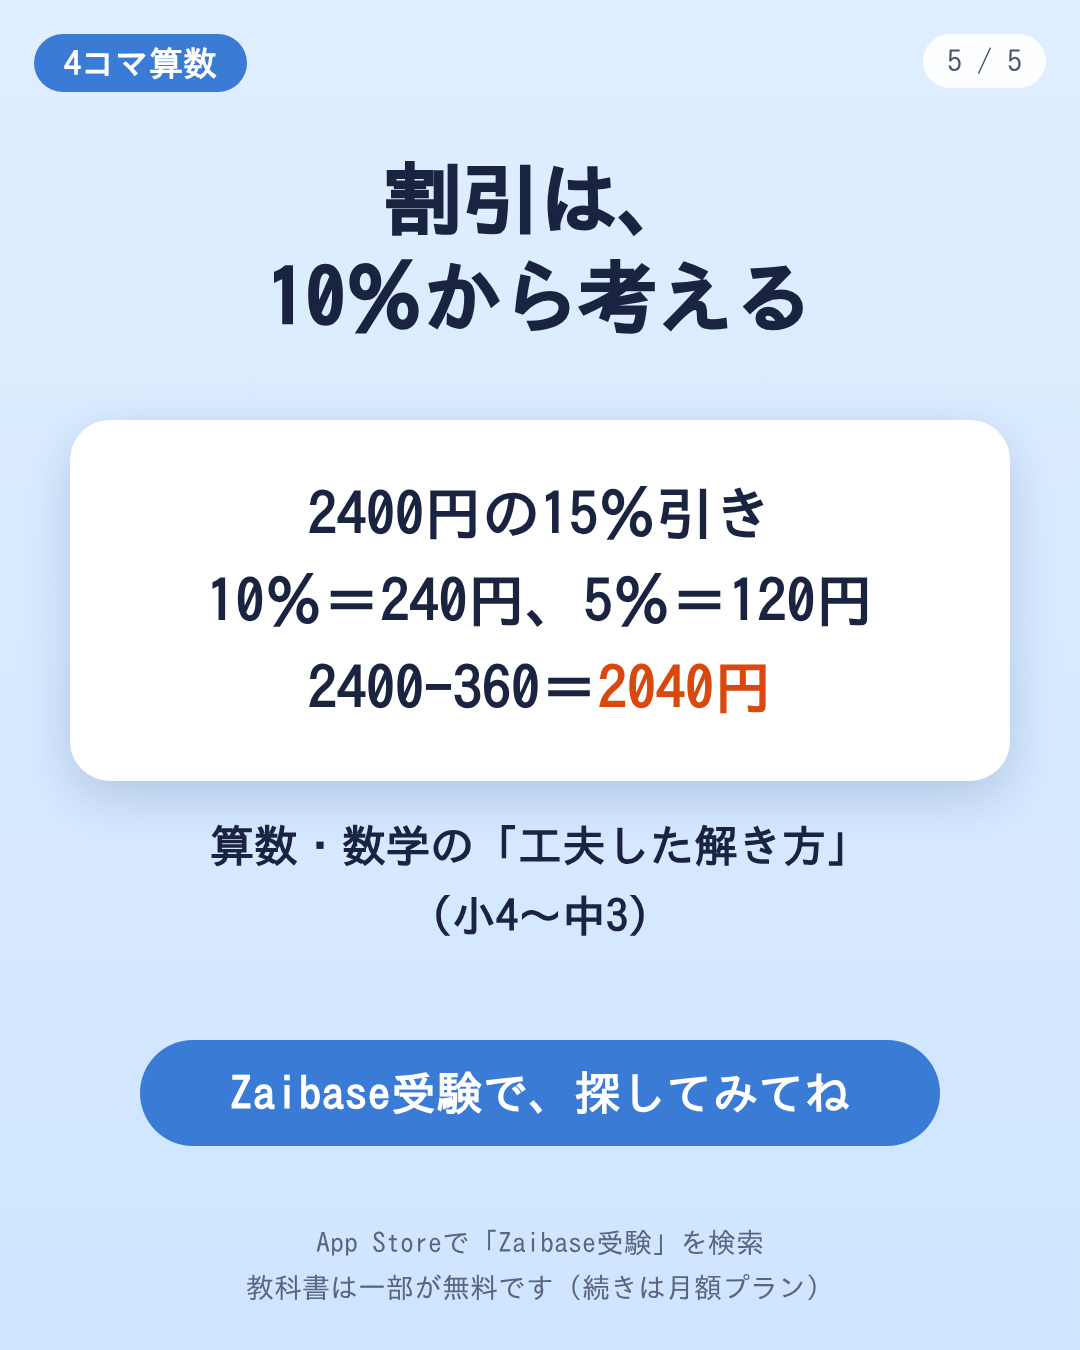 4コマ算数
5 / 5
割引は、
10%から考える
2400円の15%引き
10%＝240円、5%＝120円
2400−360＝2040円
算数・数学の「工夫した解き方」
（小4〜中3）
Zaibase受験で、探してみてね
App Storeで「Zaibase受験」を検索
教科書は一部が無料です（続きは月額プラン）